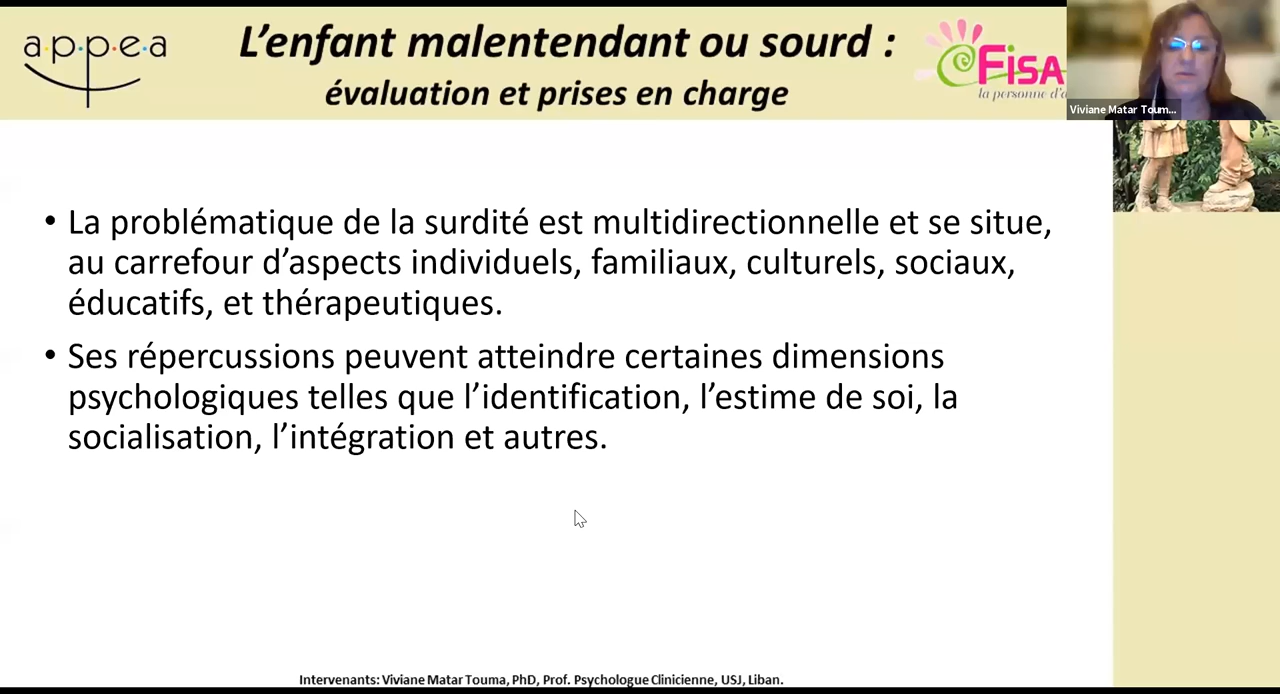 a·p·p·e·a
L’enfant malentendant ou sourd :
évaluation et prises en charge
FiSA
la personne d'a
Viviane Matar Toum...
• La problématique de la surdité est multidirectionnelle et se situe,
au carrefour d’aspects individuels, familiaux, culturels, sociaux,
éducatifs, et thérapeutiques.
• Ses répercussions peuvent atteindre certaines dimensions
psychologiques telles que l’identification, l’estime de soi, la
socialisation, l’intégration et autres.
Intervenants: Viviane Matar Touma, PhD, Prof. Psychologue Clinicienne, USJ, Liban.